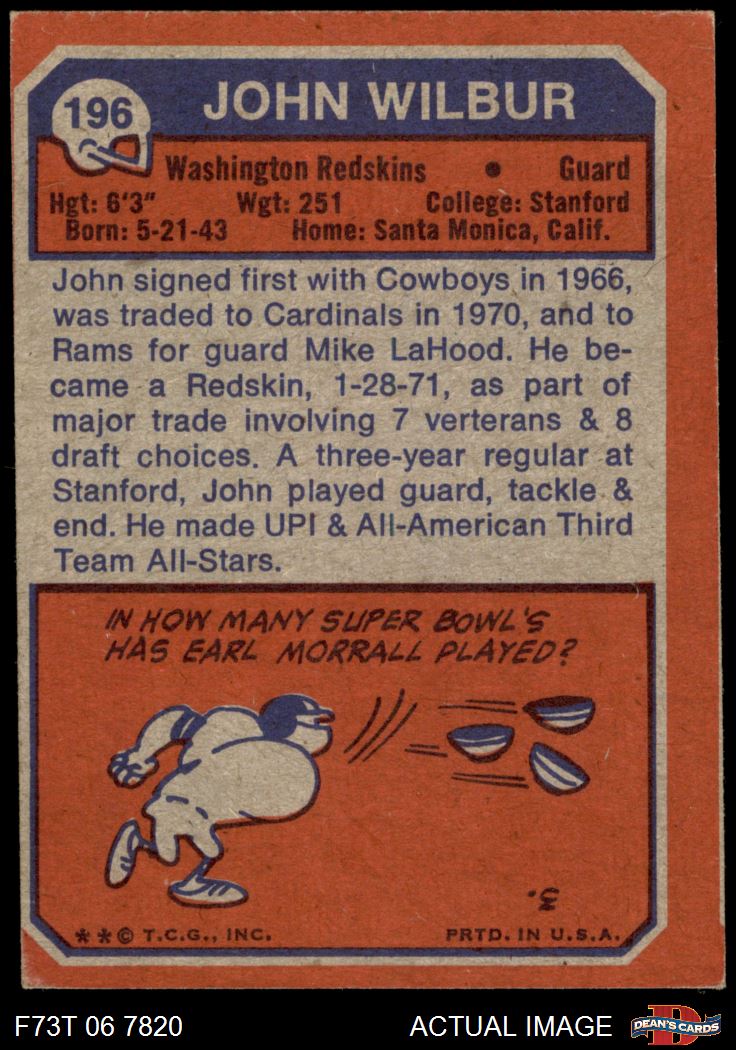 196
JOHN WILBUR
Washington Redskins • Guard
Hgt: 6'3" Wgt: 251 College: Stanford
Born: 5-21-43 Home: Santa Monica, Calif.
John signed first with Cowboys in 1966,
was traded to Cardinals in 1970, and to
Rams for guard Mike LaHood. He be-
came a Redskin, 1-28-71, as part of
major trade involving 7 verterans & 8
draft choices. A three-year regular at
Stanford, John played guard, tackle &
end. He made UPI & All-American Third
Team All-Stars.
IN HOW MANY SUPER BOWL'S
HAS EARL MORRALL PLAYED?
3.
**© T.C.G., INC. PRTD. IN U.S.A.
F73T 06 7820 ACTUAL IMAGE
DEAN'S CARDS